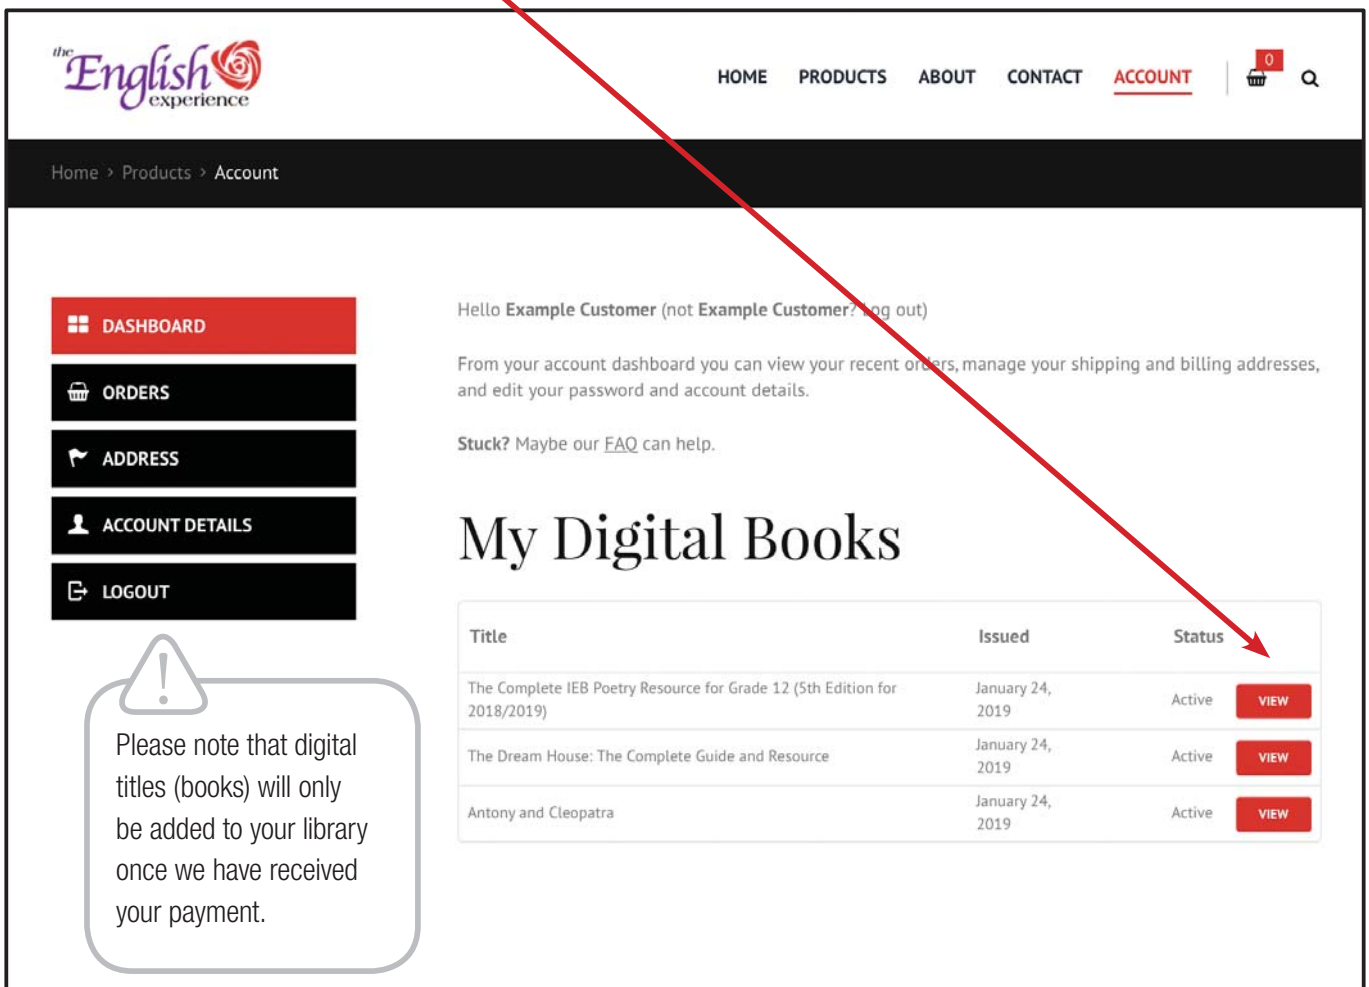 the English experience
HOME PRODUCTS ABOUT CONTACT ACCOUNT 0
Home > Products > Account
DASHBOARD
ORDERS
ADDRESS
ACCOUNT DETAILS
LOGOUT
Hello Example Customer (not Example Customer? Log out)
From your account dashboard you can view your recent orders, manage your shipping and billing addresses,
and edit your password and account details.
Stuck? Maybe our FAQ can help.
My Digital Books
Title Issued Status
The Complete IEB Poetry Resource for Grade 12 (5th Edition for
2018/2019)
January 24,
2019
Active VIEW
The Dream House: The Complete Guide and Resource
January 24,
2019
Active VIEW
Antony and Cleopatra
January 24,
2019
Active VIEW
!
Please note that digital
titles (books) will only
be added to your library
once we have received
your payment.